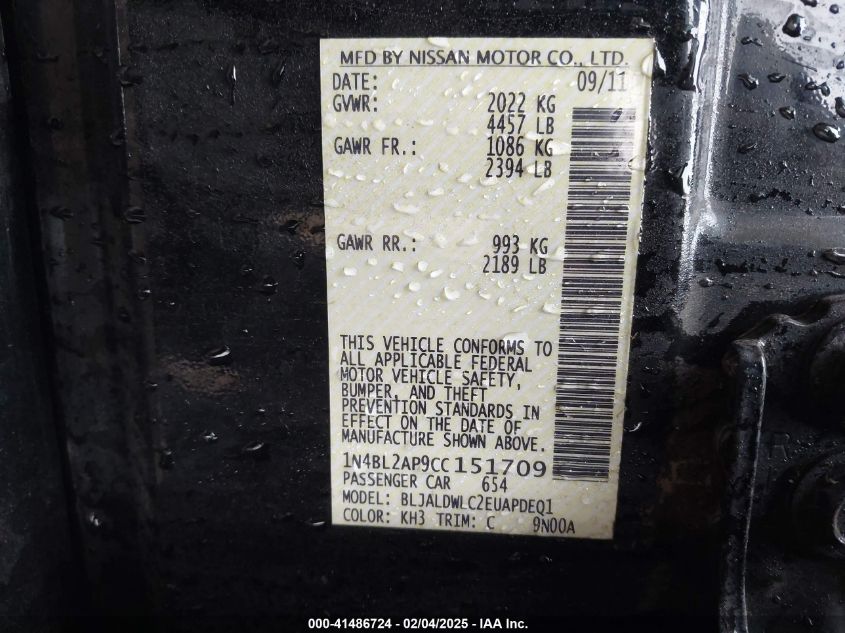 MFD BY NISSAN MOTOR CO., LTD.
DATE: 09/11
GVWR: 2022 KG
4457 LB
GAWR FR.: 1086 KG
2394 LB
GAWR RR.: 993 KG
2189 LB
THIS VEHICLE CONFORMS TO
ALL APPLICABLE FEDERAL
MOTOR VEHICLE SAFETY,
BUMPER, AND THEFT
PREVENTION STANDARDS IN
EFFECT ON THE DATE OF
MANUFACTURE SHOWN ABOVE.
1N4BL2AP9CC151709
PASSENGER CAR 654
MODEL: BLJALDWLC2EUAPDEQ1
COLOR: KH3 TRIM: C 9N00A
000-41486724 - 02/04/2025 - IAA Inc.